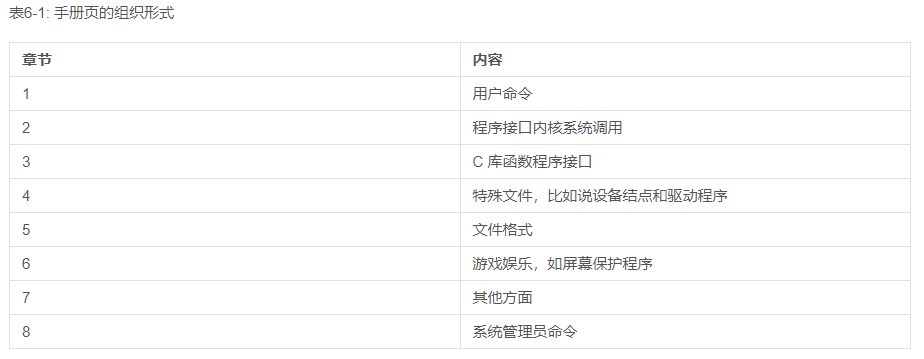 表6-1: 手册页的组织形式
章节 内容
1 用户命令
2 程序接口内核系统调用
3 C 库函数程序接口
4 特殊文件，比如说设备结点和驱动程序
5 文件格式
6 游戏娱乐，如屏幕保护程序
7 其他方面
8 系统管理员命令